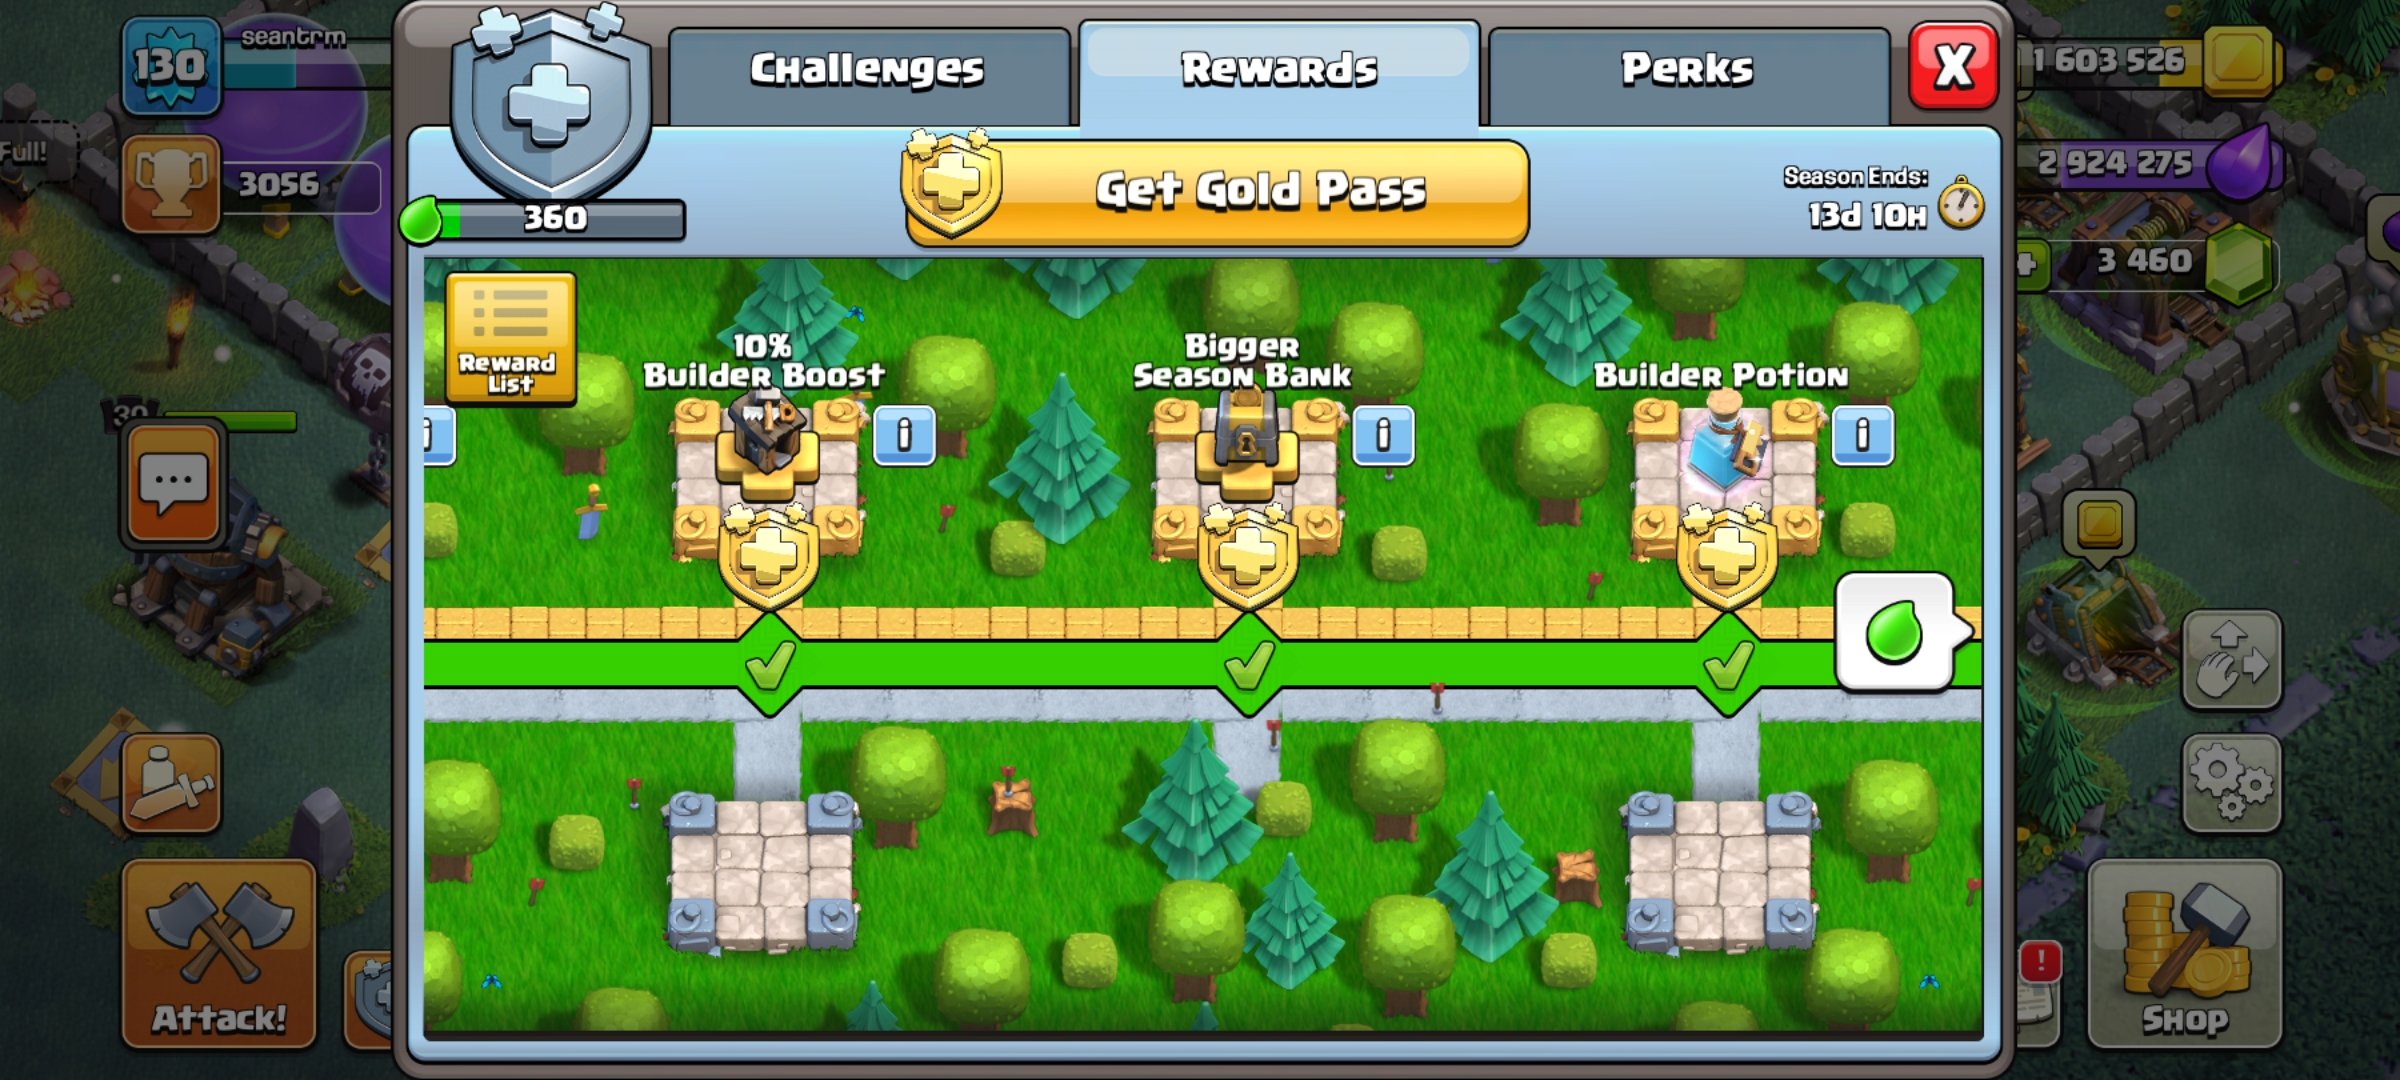 130
seantrm
Challenges
Rewards
Perks
X
1 603 526
Full!
3056
360
Get Gold Pass
Season Ends:
13d 10h
2 924 275
3 460
Reward
List
10%
Builder Boost
Bigger
Season Bank
Builder Potion
i
i
i
i
30
Attack!
!
Shop